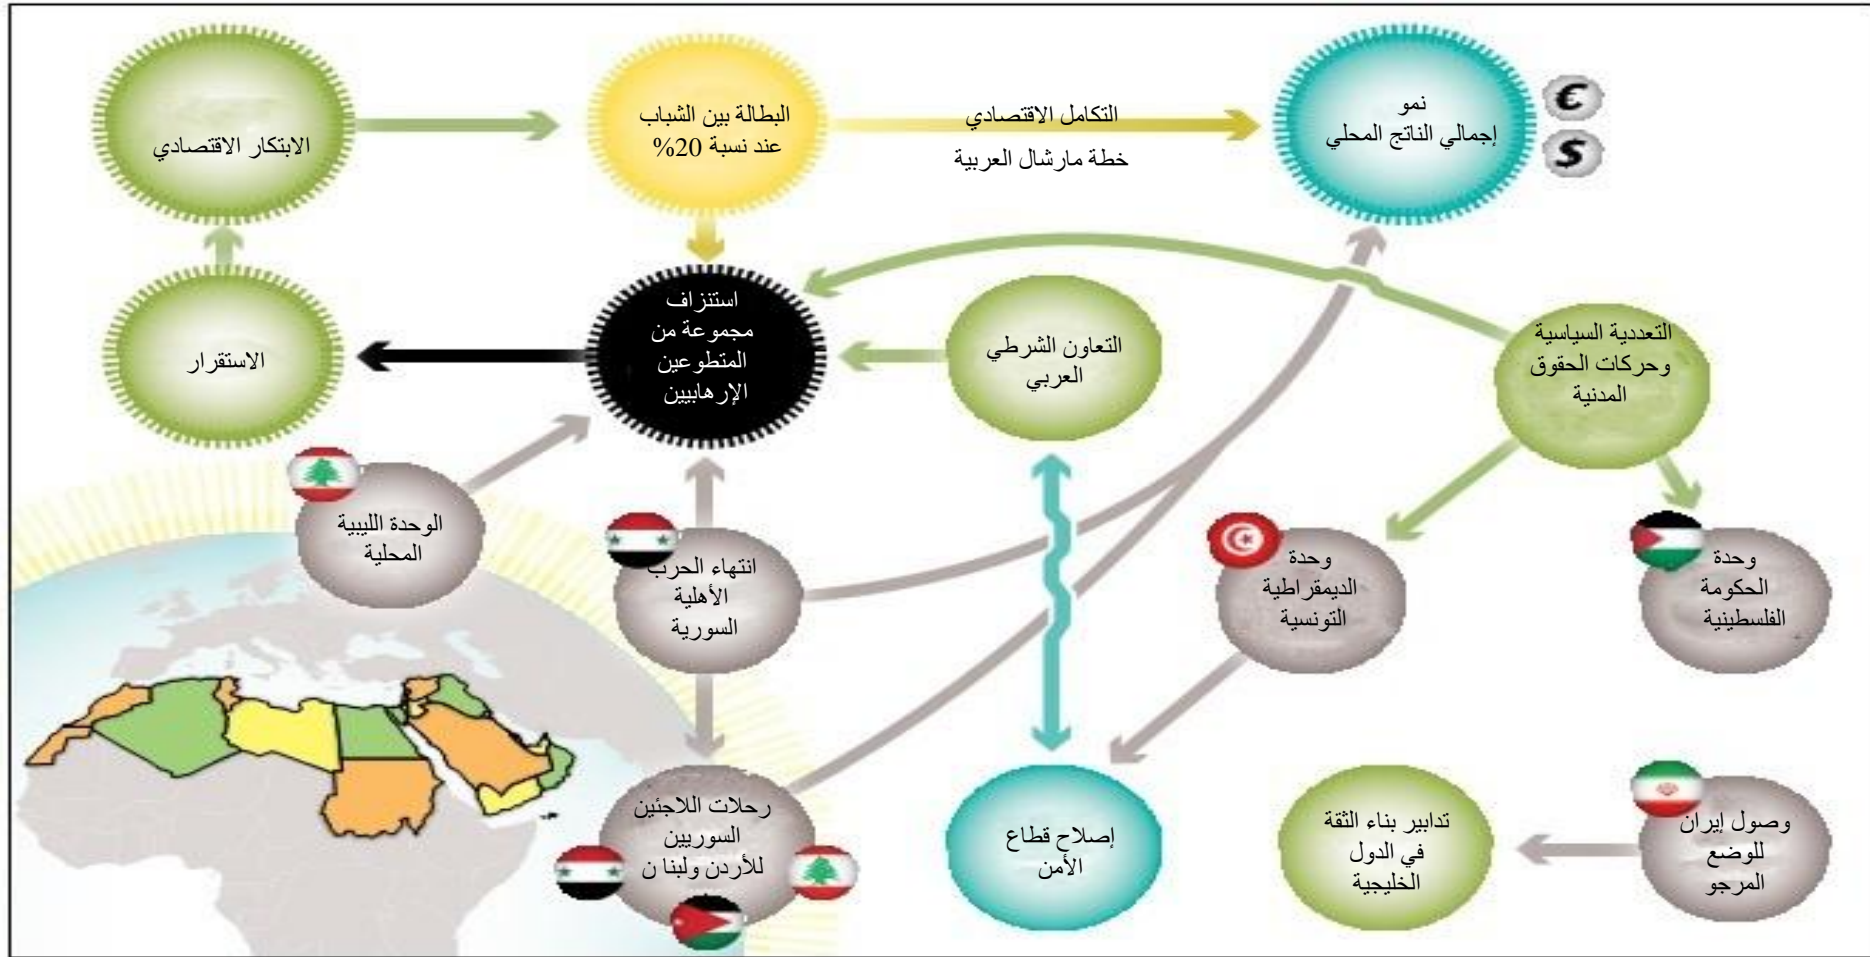 الابتكار الاقتصادي
البطالة بين الشباب
عند نسبة 20%
التكامل الاقتصادي
خطة مارشال العربية
نمو
إجمالي الناتج المحلي
€
$
الاستقرار
استنزاف
مجموعة من
المتطوعين
الإرهابيين
التعاون الشرطي
العربي
التعددية السياسية
وحركات الحقوق
المدنية
الوحدة الليبية
المحلية
انتهاء الحرب
الأهلية
السورية
وحدة
الديمقراطية
التونسية
وحدة
الحكومة
الفلسطينية
رحلات اللاجئين
السوريين
للأردن ولبنا ن
إصلاح قطاع
الأمن
تدابير بناء الثقة
في الدول
الخليجية
وصول إيران
للوضع
المرجو